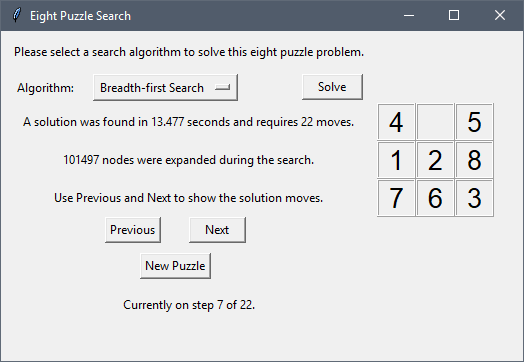 Eight Puzzle Search
Please select a search algorithm to solve this eight puzzle problem.
Algorithm: Breadth-first Search Solve
A solution was found in 13.477 seconds and requires 22 moves.
101497 nodes were expanded during the search.
Use Previous and Next to show the solution moves.
Previous Next
New Puzzle
Currently on step 7 of 22.
4 5
1 2 8
7 6 3